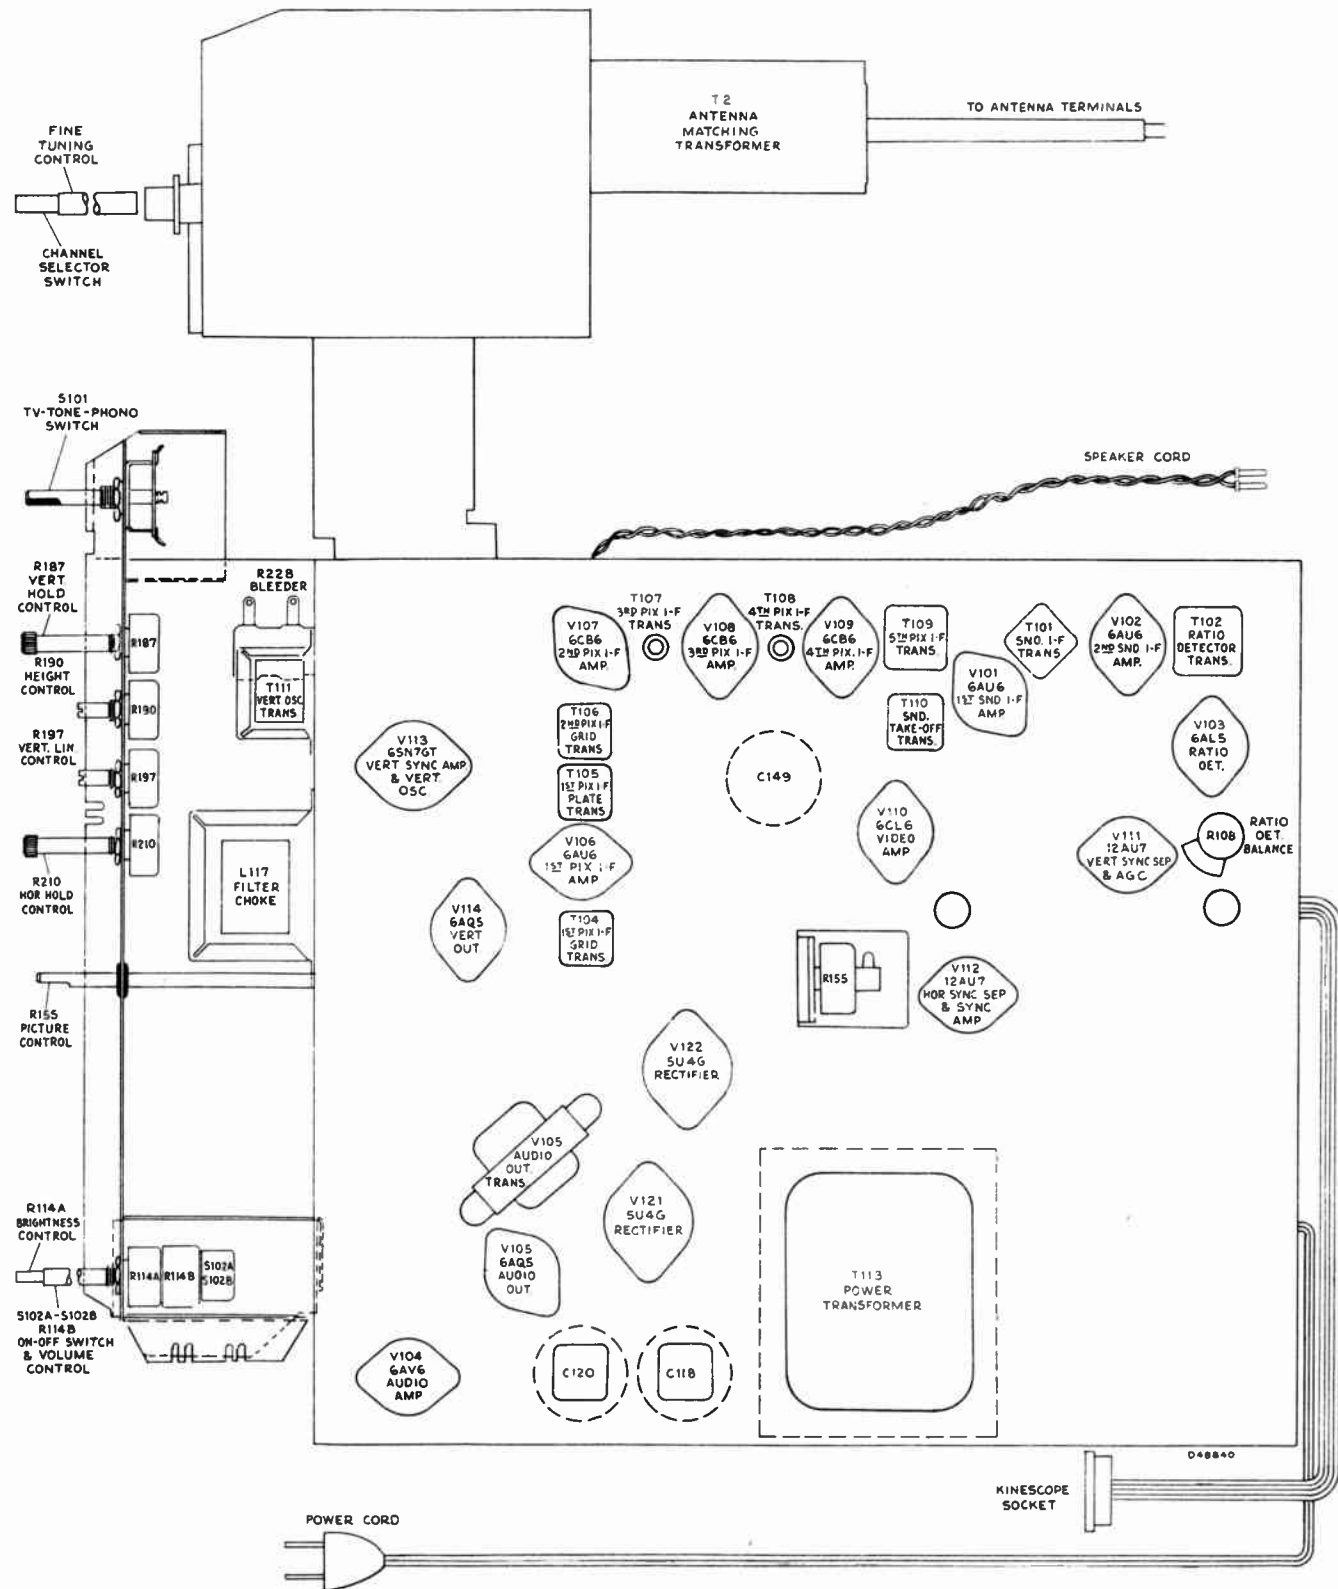 T2
ANTENNA
MATCHING
TRANSFORMER
TO ANTENNA TERMINALS
FINE
TUNING
CONTROL
CHANNEL
SELECTOR
SWITCH
S101
TV-TONE-PHONO
SWITCH
SPEAKER CORD
R187
VERT.
HOLD
CONTROL
R190
HEIGHT
CONTROL
R197
VERT. LIN.
CONTROL
R210
HOR HOLD
CONTROL
R155
PICTURE
CONTROL
R187
R190
R197
R210
R228
BLEEDER
T111
VERT OSC
TRANS
L117
FILTER
CHOKE
V107
6CB6
2ND PIX I-F
AMP.
T107
3RD PIX I-F
TRANS
V108
6CB6
3RD PIX I-F
AMP.
T108
4TH PIX I-F
TRANS.
V109
6CB6
4TH PIX. I-F
AMP.
T109
5TH PIX I-F
TRANS.
T101
SND. I-F
TRANS
V102
6AU6
2ND SND I-F
AMP.
T102
RATIO
DETECTOR
TRANS.
V101
6AU6
1ST SND I-F
AMP
T110
SND.
TAKE-OFF
TRANS.
V103
6AL5
RATIO
DET.
T106
2ND PIX I-F
GRID
TRANS
V113
6SN7GT
VERT SYNC AMP
& VERT.
OSC
T105
1ST PIX I-F
PLATE
TRANS
C149
V110
6CL6
VIDEO
AMP
V106
6AU6
1ST PIX I-F
AMP
V111
12AU7
VERT SYNC SEP
& AGC
R108
RATIO
DET.
BALANCE
V114
6AQ5
VERT
OUT
T104
1ST PIX I-F
GRID
TRANS
R155
V112
12AU7
HOR SYNC SEP
& SYNC
AMP
V122
5U4G
RECTIFIER
V105
AUDIO
OUT.
TRANS.
V121
5U4G
RECTIFIER
R114A
BRIGHTNESS
CONTROL
R114A
R114B
S102A
S102B
S102A-S102B
R114B
ON-OFF SWITCH
& VOLUME
CONTROL
V105
6AQ5
AUDIO
OUT
T113
POWER
TRANSFORMER
V104
6AV6
AUDIO
AMP
C120
C118
D48840
KINESCOPE
SOCKET
POWER CORD